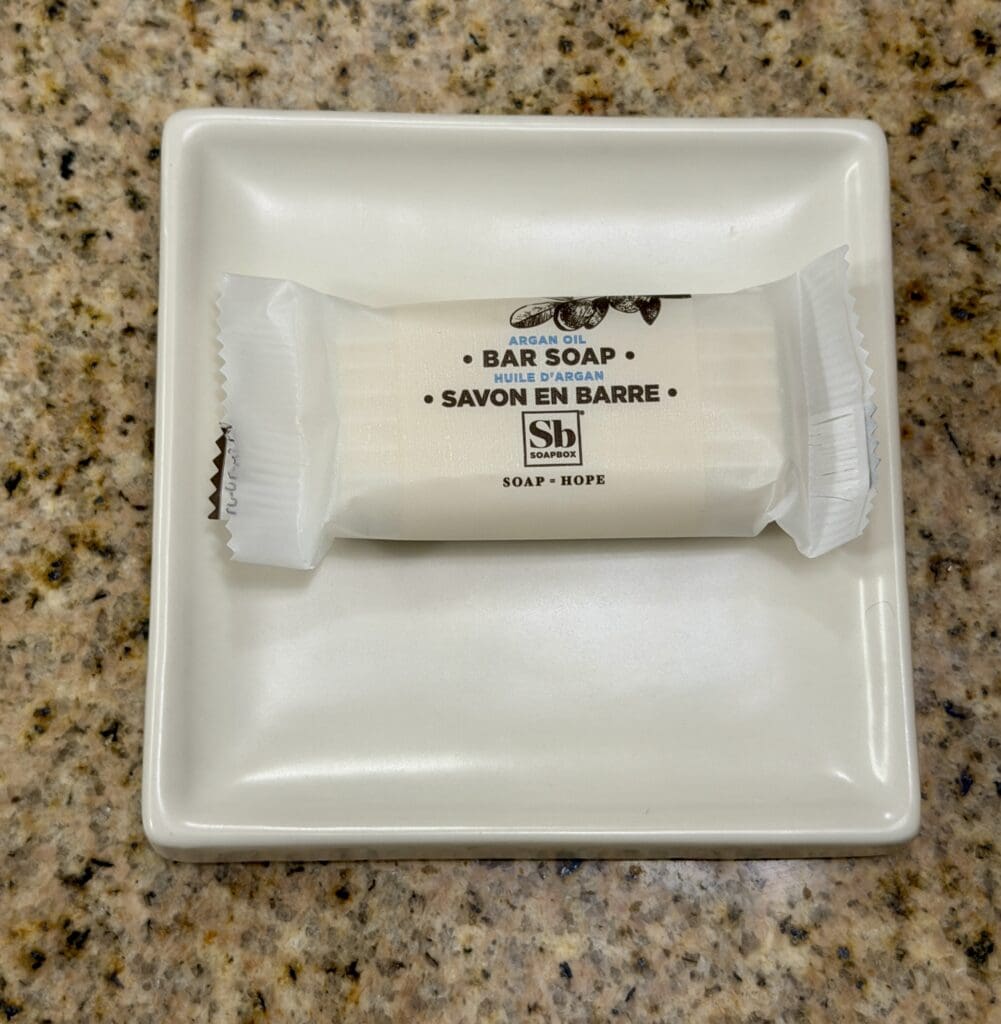 ARGAN OIL
• BAR SOAP •
HUILE D'ARGAN
• SAVON EN BARRE •
Sb
SOAPBOX
SOAP = HOPE